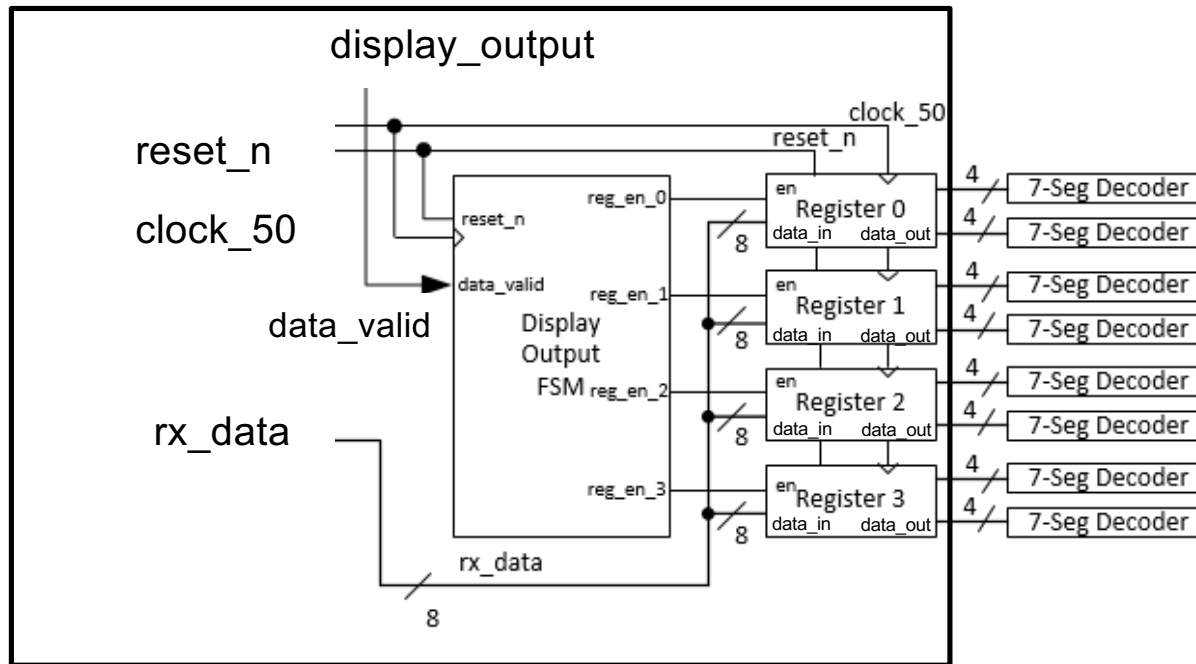 display_output
clock_50
reset_n
reset_n
clock_50
data_valid
rx_data
reset_n
data_valid
Display
Output
FSM
reg_en_0
reg_en_1
reg_en_2
reg_en_3
rx_data
8
en
Register 0
data_in data_out
8
4
7-Seg Decoder
4
7-Seg Decoder
en
Register 1
data_in data_out
8
4
7-Seg Decoder
4
7-Seg Decoder
en
Register 2
data_in data_out
8
4
7-Seg Decoder
4
7-Seg Decoder
en
Register 3
data_in data_out
8
4
7-Seg Decoder
4
7-Seg Decoder